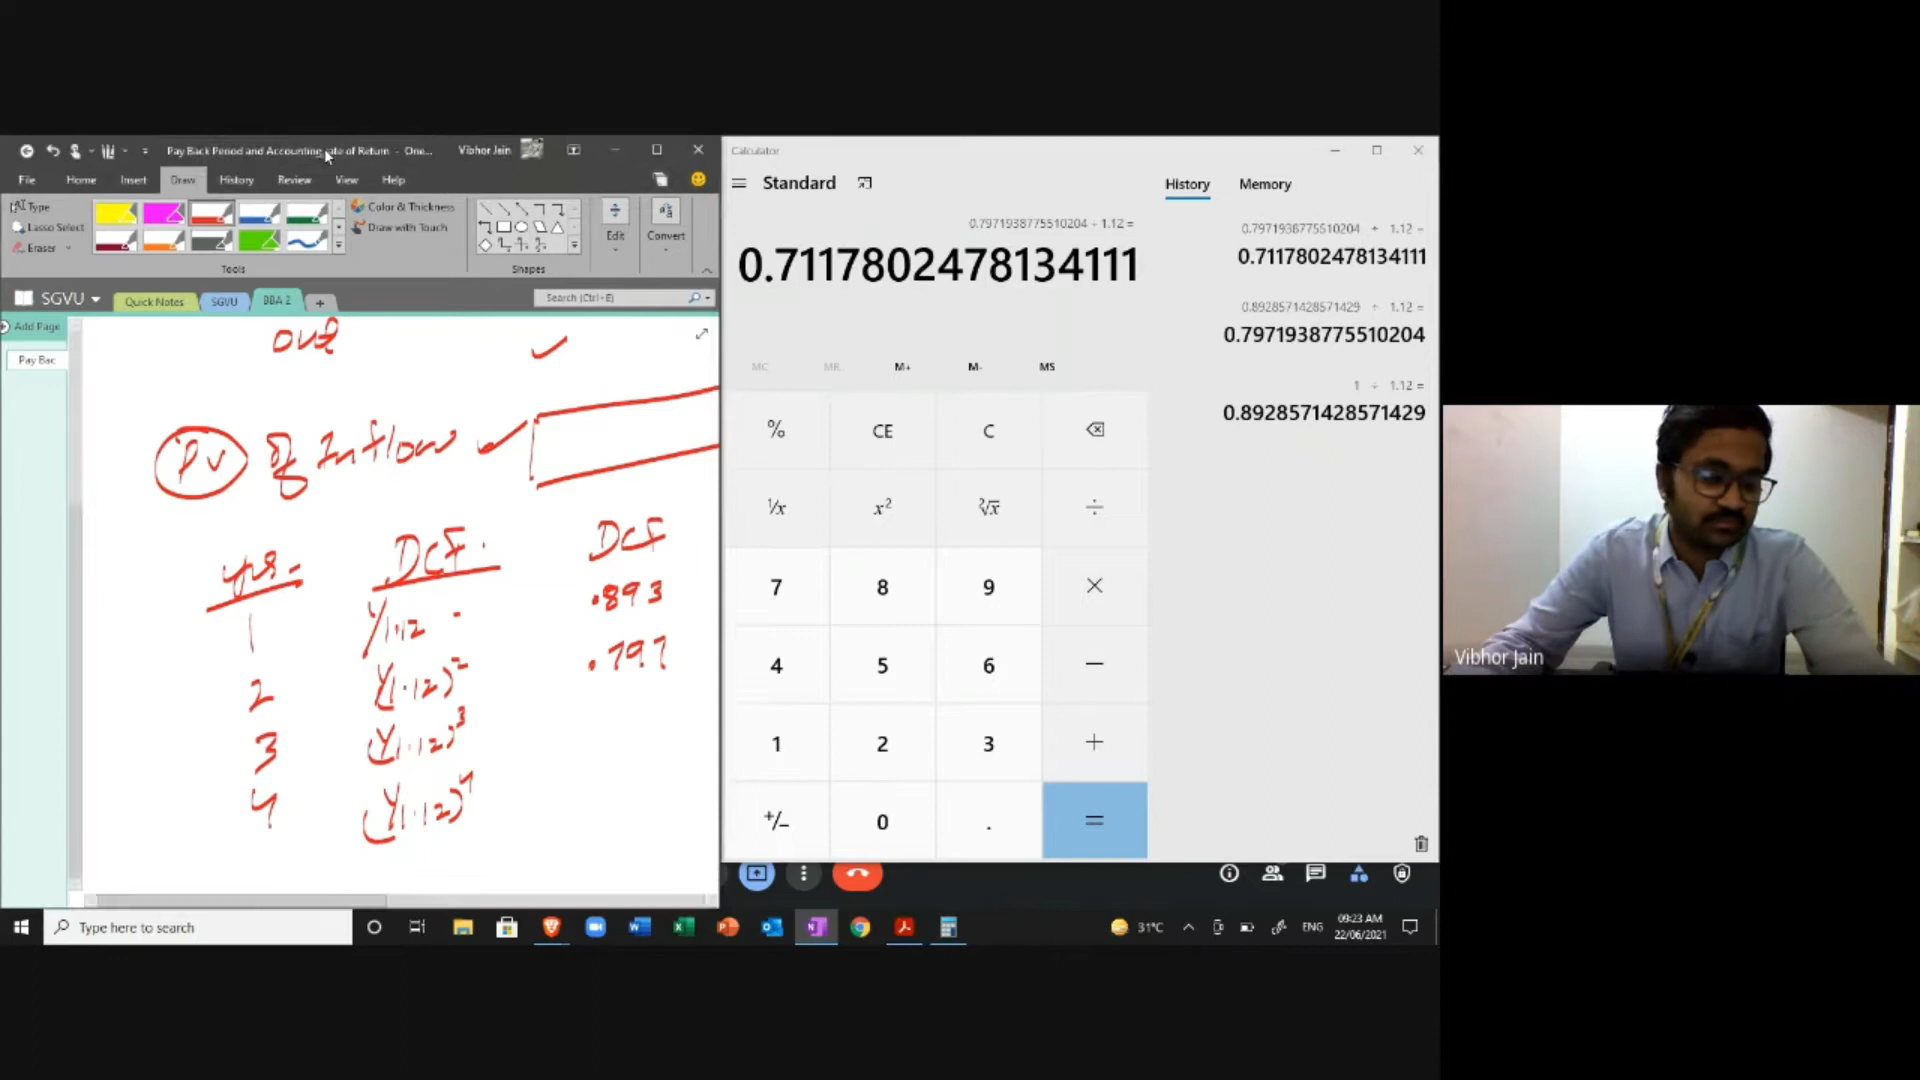 Pay Back Period and Accounting rate of Return - One... Vibhor Jain
File Home Insert Draw History Review View Help
Type
Lasso Select
Eraser
Color & Thickness
Draw with Touch
Edit
Convert
Tools
Shapes
SGVU
Quick Notes
SGVU
BBA 2
+
Search (Ctrl+E)
Add Page
Pay Bac
out
PV of Inflow
yrs. DCF. DCF
1 1/1.12 .893
2 (1/1.12)2 .797
3 (1/1.12)3
4 (1/1.12)4
Calculator
Standard
0.7971938775510204 ÷ 1.12 =
0.7117802478134111
MC MR M+ M- MS
% CE C
1/x x2 2√x ÷
7 8 9 ×
4 5 6 −
1 2 3 +
+/− 0 . =
History Memory
0.7971938775510204 ÷ 1.12 =
0.7117802478134111
0.8928571428571429 ÷ 1.12 =
0.7971938775510204
1 ÷ 1.12 =
0.8928571428571429
Vibhor Jain
Type here to search
31°C
ENG
09:23 AM
22/06/2021